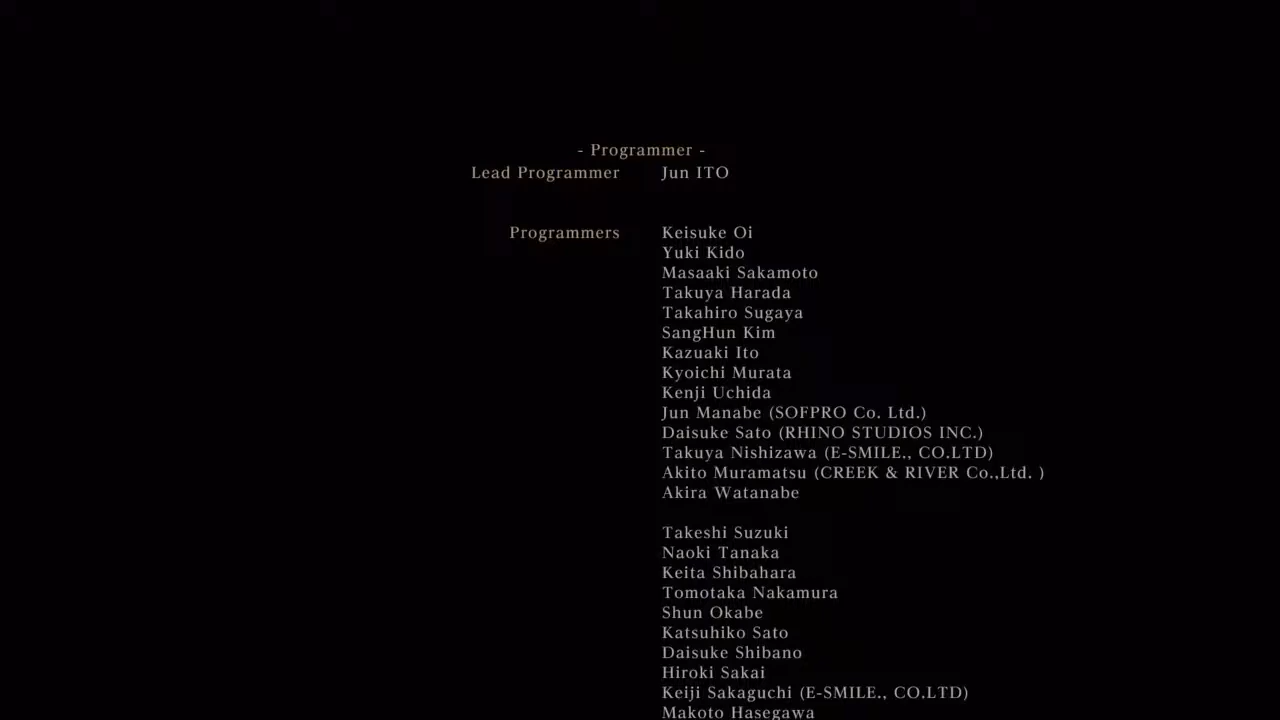 - Programmer -
Lead Programmer Jun ITO
Programmers Keisuke Oi
Yuki Kido
Masaaki Sakamoto
Takuya Harada
Takahiro Sugaya
SangHun Kim
Kazuaki Ito
Kyoichi Murata
Kenji Uchida
Jun Manabe (SOFPRO Co. Ltd.)
Daisuke Sato (RHINO STUDIOS INC.)
Takuya Nishizawa (E-SMILE., CO.LTD)
Akito Muramatsu (CREEK & RIVER Co.,Ltd. )
Akira Watanabe
Takeshi Suzuki
Naoki Tanaka
Keita Shibahara
Tomotaka Nakamura
Shun Okabe
Katsuhiko Sato
Daisuke Shibano
Hiroki Sakai
Keiji Sakaguchi (E-SMILE., CO.LTD)
Makoto Hasegawa